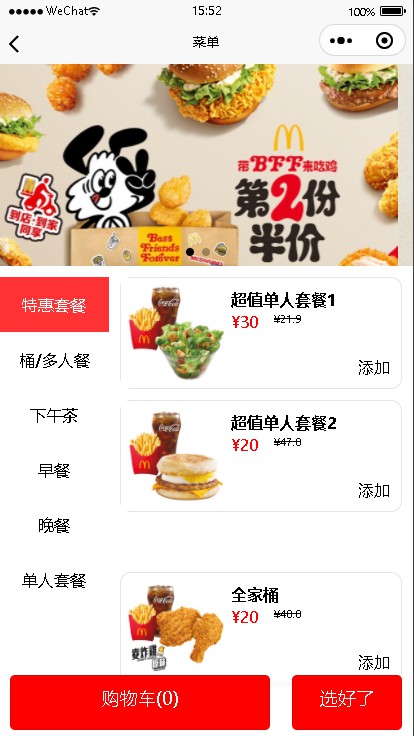 WeChat
15:52
100%
菜单
带BFF来吃鸡
第2份
半价
到店·到家
同享
Best
Friends
Forever
特惠套餐
桶/多人餐
下午茶
早餐
晚餐
单人套餐
超值单人套餐1
¥30 ¥21.9
添加
超值单人套餐2
¥20 ¥47.0
添加
全家桶
¥20 ¥40.0
添加
麦炸鸡
购物车(0)
选好了